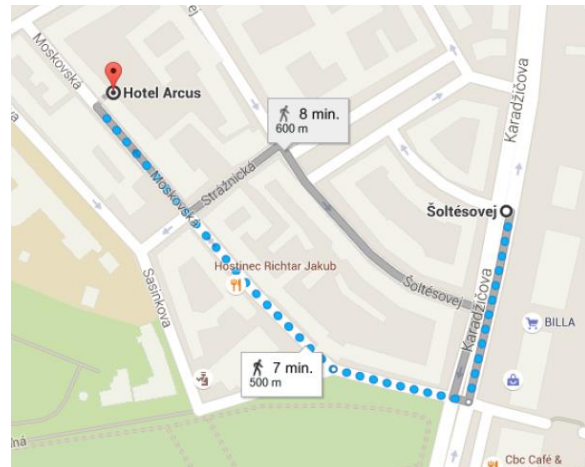 Moskovská
Hotel Arcus
8 min.
600 m
Karadžičova
Strážnická
Moskovská
Šoltésovej
Sasinkova
Hostinec Richtar Jakub
Šoltésovej
Karadžičova
BILLA
7 min.
500 m
Cbc Café &